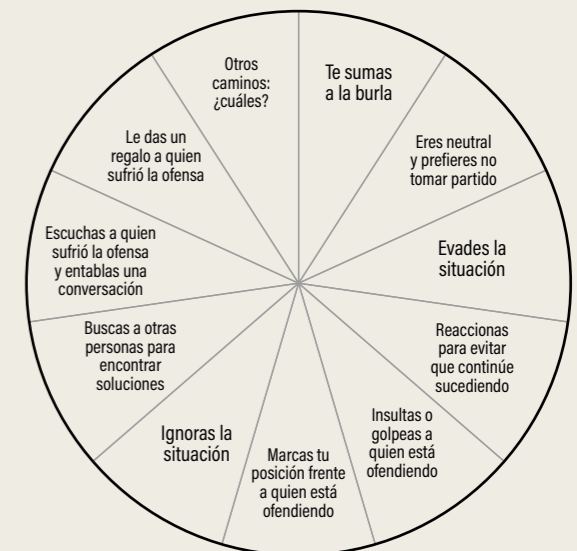 Te sumas
a la burla
Eres neutral
y prefieres no
tomar partido
Evades la
situación
Reaccionas
para evitar
que continúe
sucediendo
Insultas o
golpeas a
quien está
ofendiendo
Marcas tu
posición frente
a quien está
ofendiendo
Ignoras la
situación
Buscas a otras
personas para
encontrar
soluciones
Escuchas a quien
sufrió la ofensa
y entablas una
conversación
Le das un
regalo a quien
sufrió la ofensa
Otros
caminos:
¿cuáles?